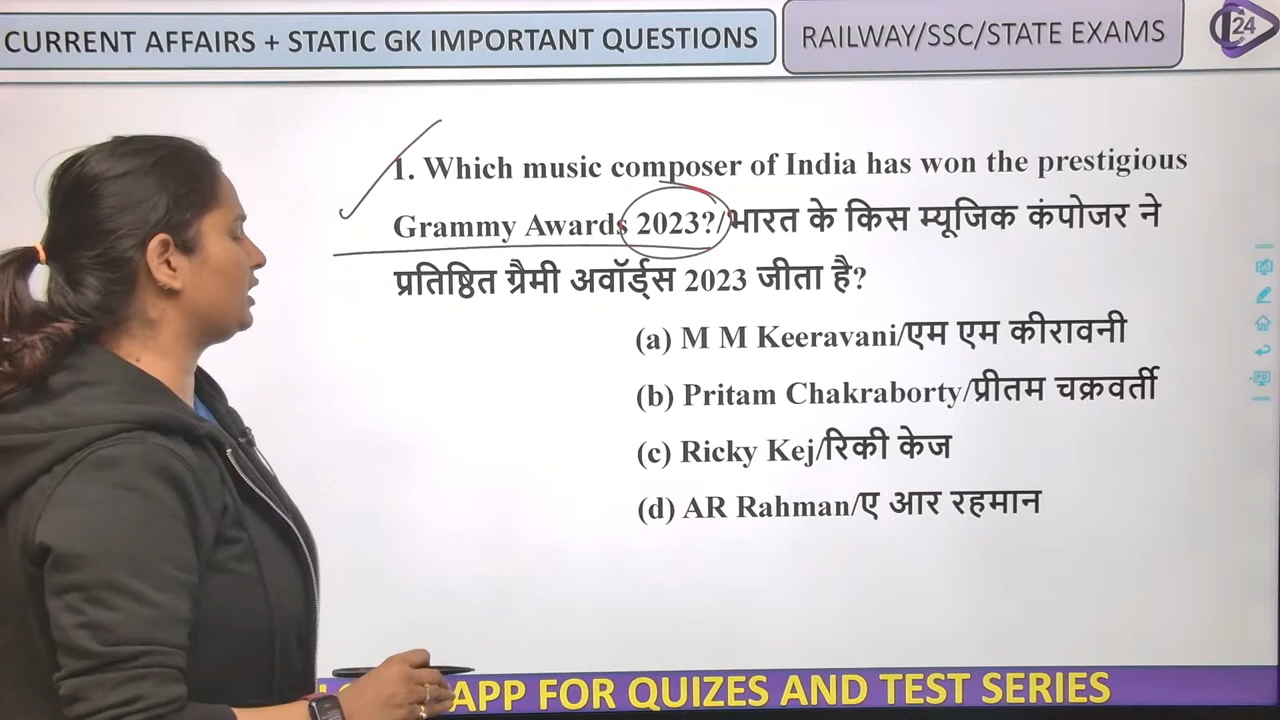 CURRENT AFFAIRS + STATIC GK IMPORTANT QUESTIONS
RAILWAY/SSC/STATE EXAMS
24
1. Which music composer of India has won the prestigious
Grammy Awards 2023?/भारत के किस म्यूजिक कंपोजर ने
प्रतिष्ठित ग्रैमी अवॉर्ड्स 2023 जीता है?
(a) M M Keeravani/एम एम कीरावनी
(b) Pritam Chakraborty/प्रीतम चक्रवर्ती
(c) Ricky Kej/रिकी केज
(d) AR Rahman/ए आर रहमान
APP FOR QUIZES AND TEST SERIES